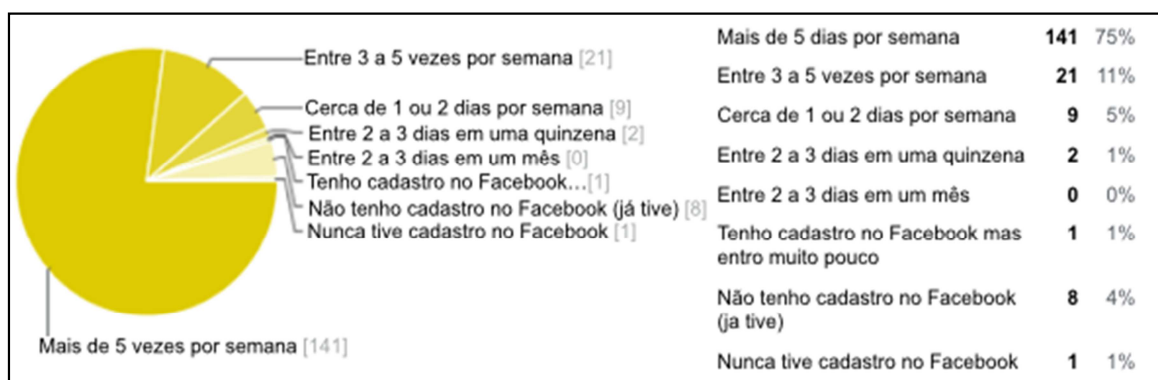 Entre 3 a 5 vezes por semana [21]
Cerca de 1 ou 2 dias por semana [9]
Entre 2 a 3 dias em uma quinzena [2]
Entre 2 a 3 dias em um mês [0]
Tenho cadastro no Facebook…[1]
Não tenho cadastro no Facebook (já tive) [8]
Nunca tive cadastro no Facebook [1]
Mais de 5 vezes por semana [141]
Mais de 5 dias por semana 141 75%
Entre 3 a 5 vezes por semana 21 11%
Cerca de 1 ou 2 dias por semana 9 5%
Entre 2 a 3 dias em uma quinzena 2 1%
Entre 2 a 3 dias em um mês 0 0%
Tenho cadastro no Facebook mas 1 1%
entro muito pouco
Não tenho cadastro no Facebook 8 4%
(ja tive)
Nunca tive cadastro no Facebook 1 1%